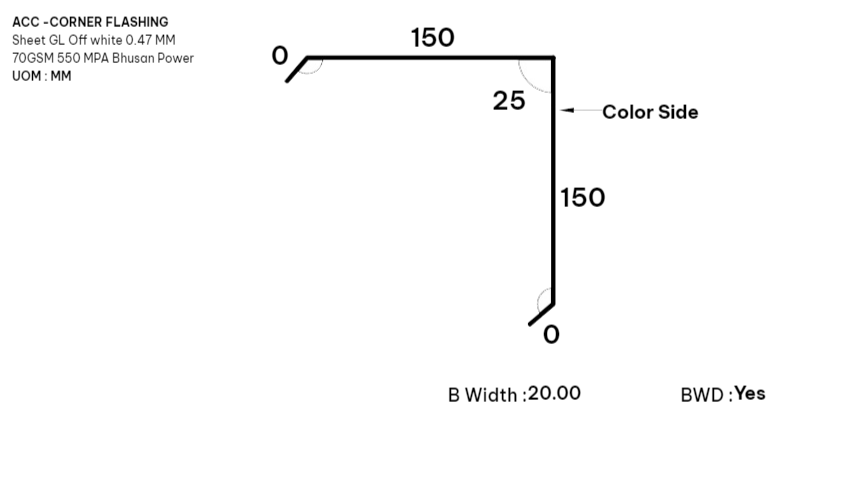 ACC -CORNER FLASHING
Sheet GL Off white 0.47 MM
70GSM 550 MPA Bhusan Power
UOM : MM
150
0
25
Color Side
150
0
B Width :20.00
BWD :Yes